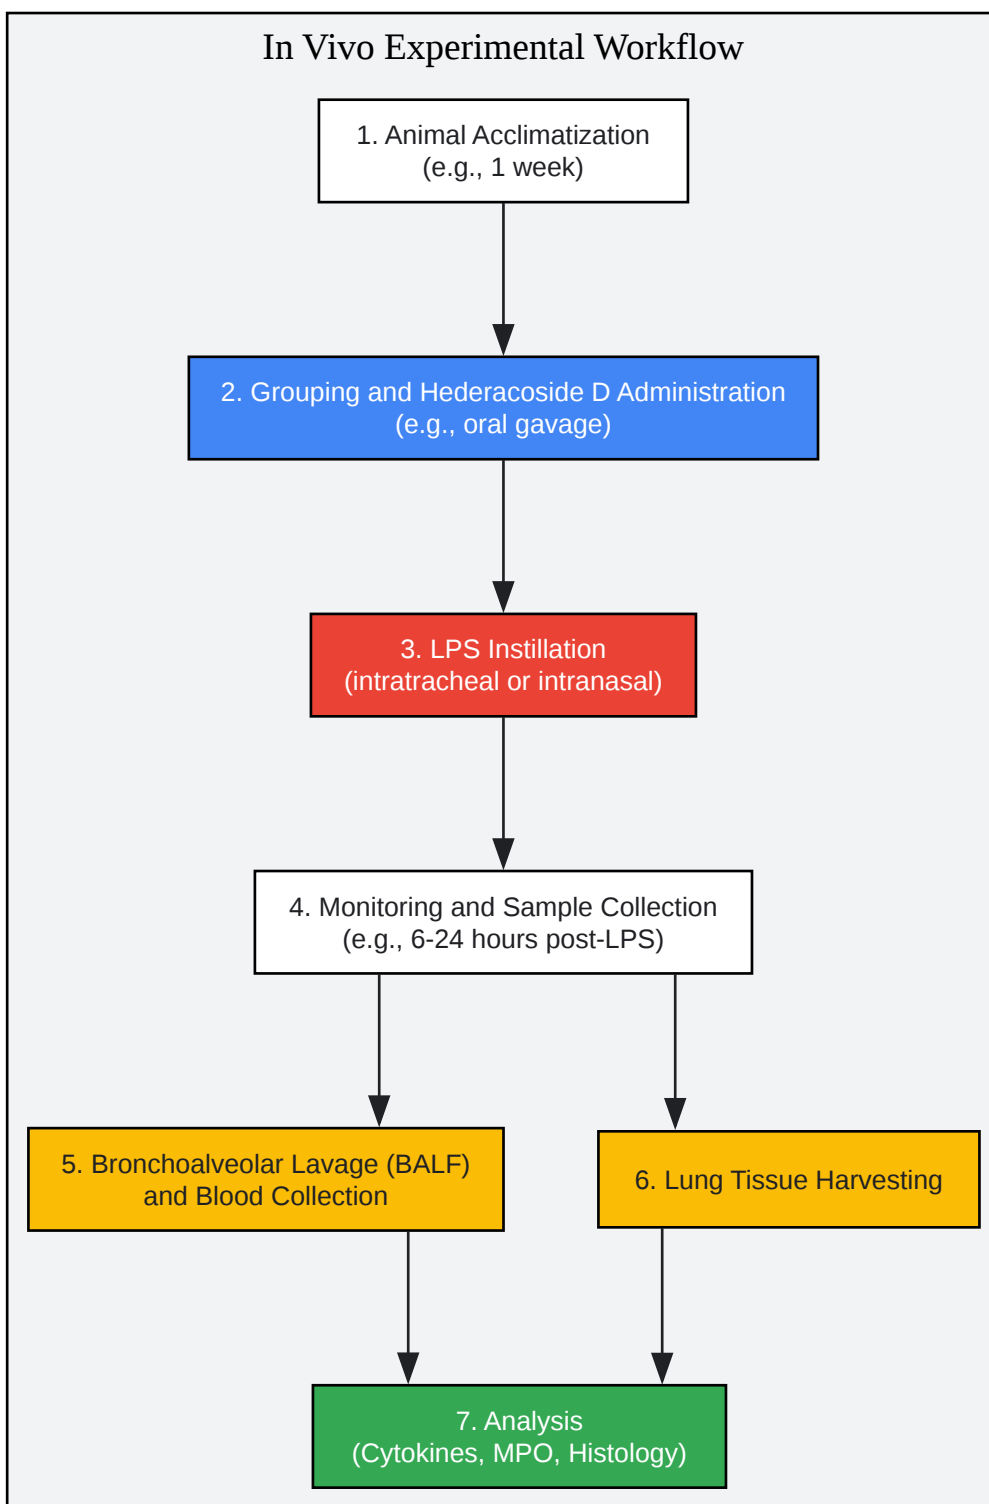 In Vivo Experimental Workflow
1. Animal Acclimatization
(e.g., 1 week)
2. Grouping and Hederacoside D Administration
(e.g., oral gavage)
3. LPS Instillation
(intratracheal or intranasal)
4. Monitoring and Sample Collection
(e.g., 6-24 hours post-LPS)
5. Bronchoalveolar Lavage (BALF)
and Blood Collection
6. Lung Tissue Harvesting
7. Analysis
(Cytokines, MPO, Histology)